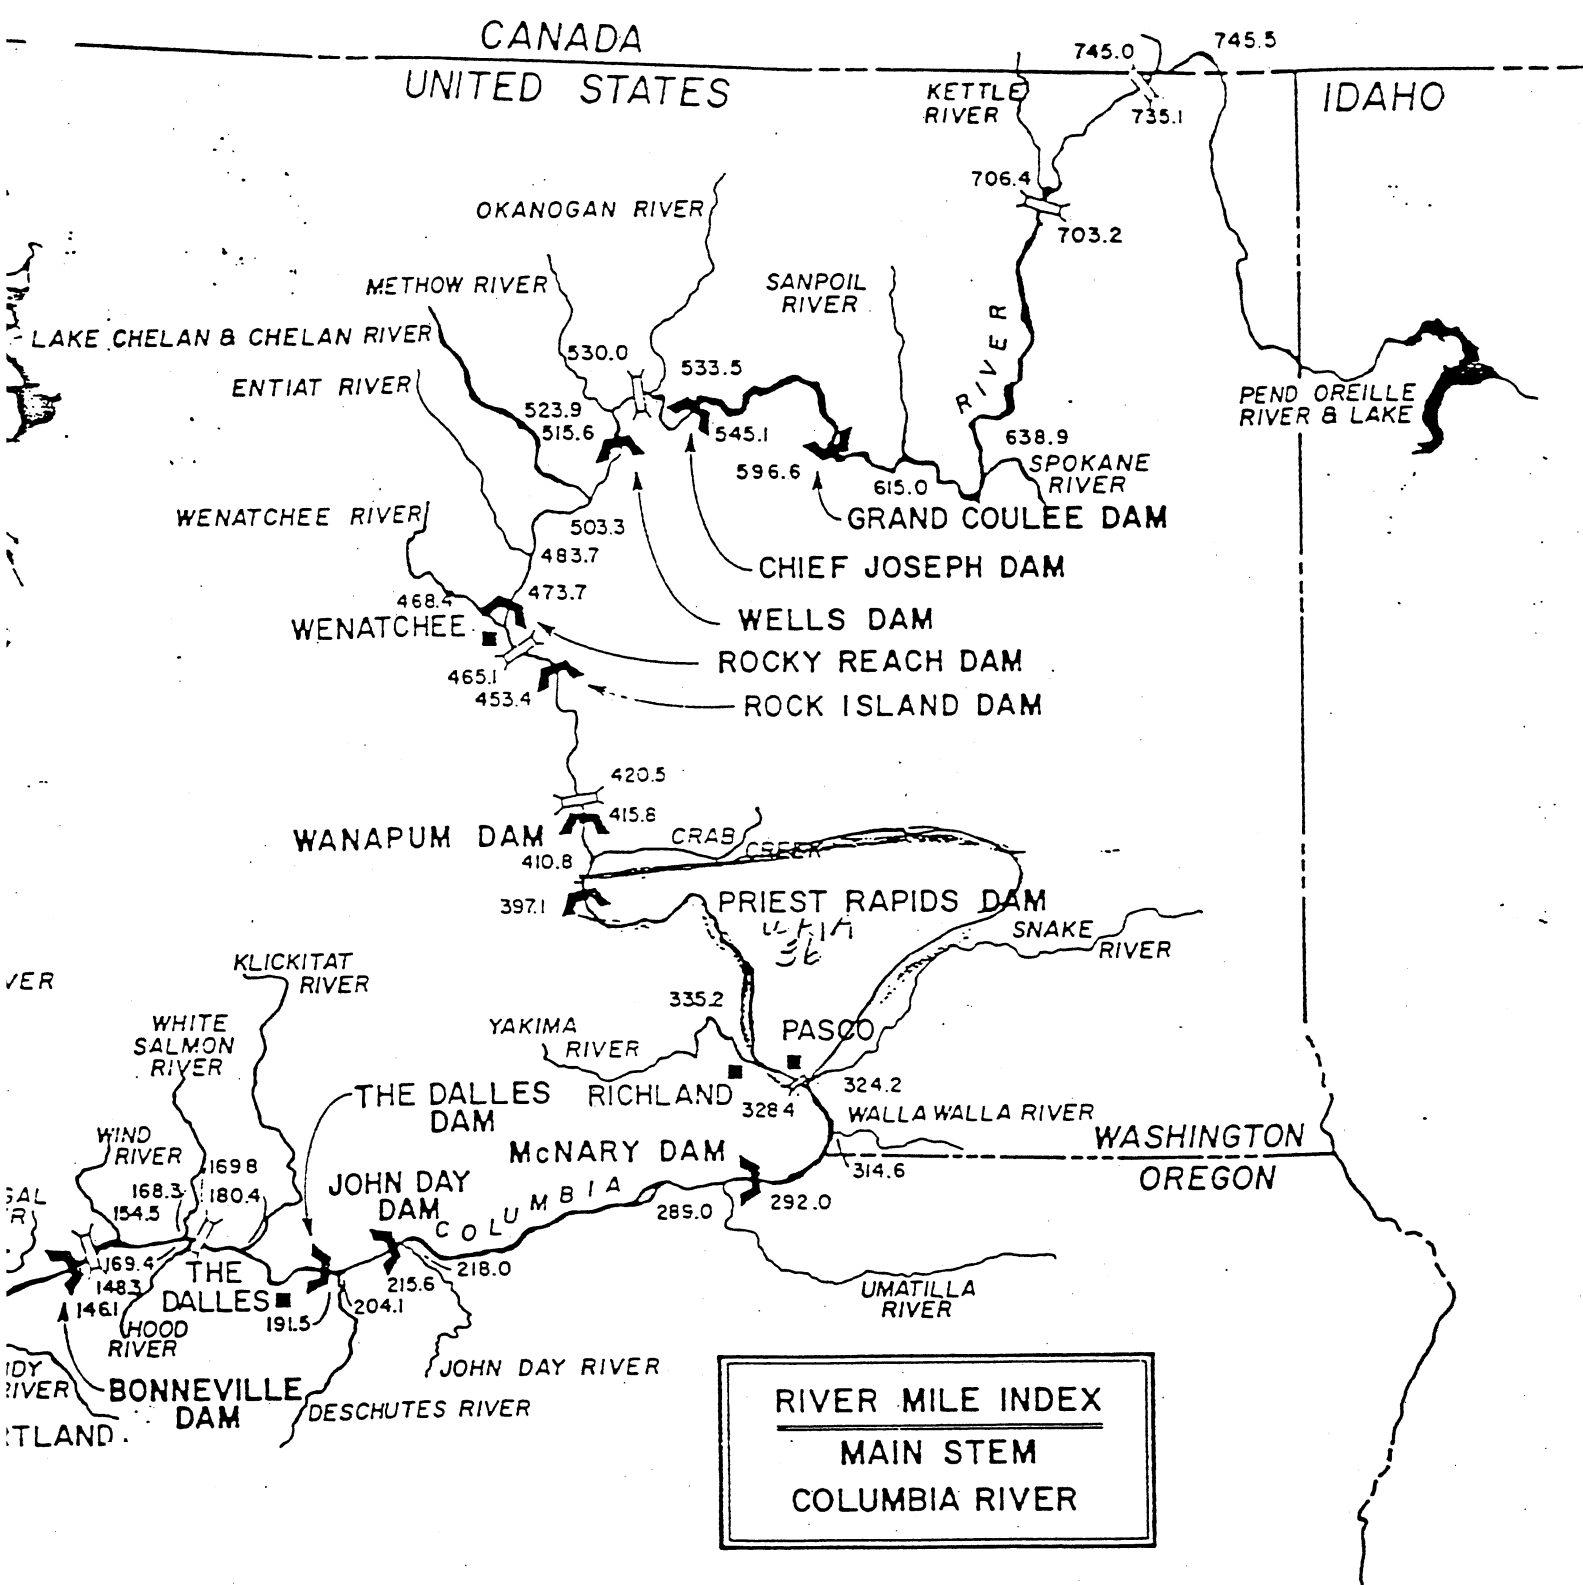 CANADA
UNITED STATES
745.0
745.5
IDAHO
KETTLE
RIVER
735.1
706.4
703.2
OKANOGAN RIVER
METHOW RIVER
SANPOIL
RIVER
LAKE CHELAN & CHELAN RIVER
RIVER
530.0
533.5
ENTIAT RIVER
PEND OREILLE
RIVER & LAKE
523.9
515.6
545.1
596.6
638.9
SPOKANE
RIVER
615.0
WENATCHEE RIVER
503.3
GRAND COULEE DAM
483.7
CHIEF JOSEPH DAM
473.7
468.4
WENATCHEE
WELLS DAM
ROCKY REACH DAM
465.1
453.4
ROCK ISLAND DAM
420.5
415.8
WANAPUM DAM
CRAB
CREEK
410.8
397.1
PRIEST RAPIDS DAM
SNAKE
RIVER
36
VER
KLICKITAT
RIVER
335.2
WHITE
SALMON
RIVER
YAKIMA
RIVER
PASCO
THE DALLES
DAM
RICHLAND
324.2
328.4
WALLA WALLA RIVER
WASHINGTON
OREGON
WIND
RIVER
McNARY DAM
314.6
169.8
168.3
180.4
154.5
JOHN DAY
DAM
COLUMBIA
289.0
292.0
GAL
R
169.4
148.3
146.1
THE
DALLES
215.6
218.0
204.1
191.5
UMATILLA
RIVER
HOOD
RIVER
JOHN DAY RIVER
DY
RIVER
BONNEVILLE
DAM
DESCHUTES RIVER
TLAND
RIVER MILE INDEX
MAIN STEM
COLUMBIA RIVER